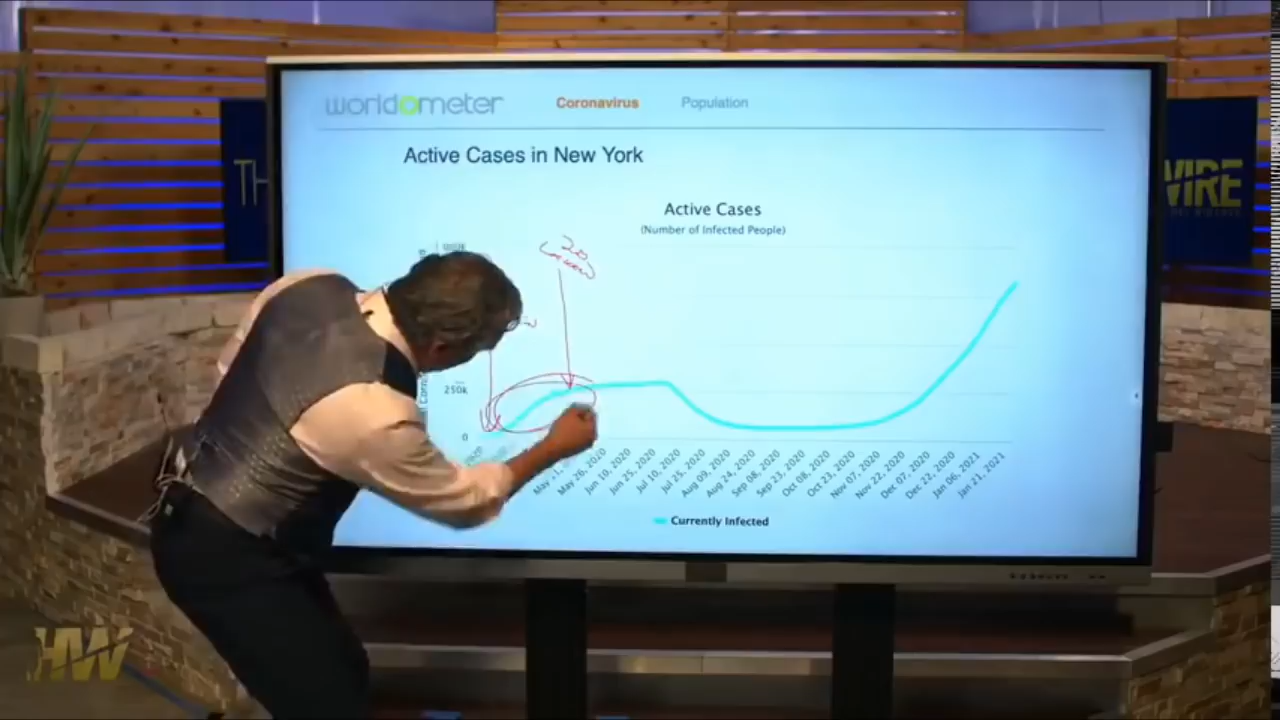 worldometer Coronavirus Population
Active Cases in New York
TH
WIRE
Active Cases
(Number of Infected People)
20
250k
0
May 26, 2020
Jun 10, 2020
Jun 25, 2020
Jul 10, 2020
Jul 25, 2020
Aug 09, 2020
Aug 24, 2020
Sep 08, 2020
Sep 23, 2020
Oct 08, 2020
Oct 23, 2020
Nov 07, 2020
Nov 22, 2020
Dec 07, 2020
Dec 22, 2020
Jan 06, 2021
Jan 21, 2021
Currently Infected
HW